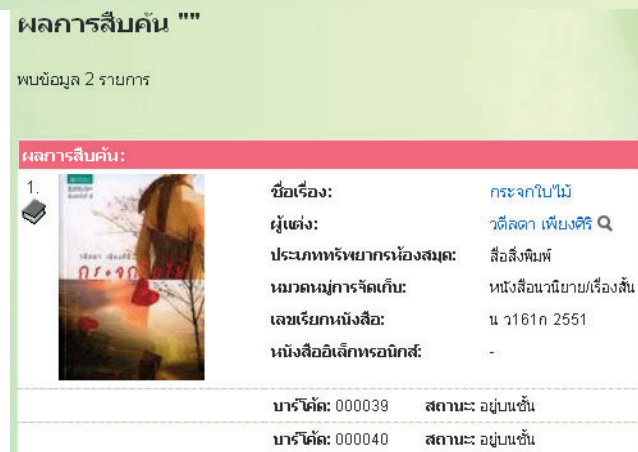 ผลการสืบค้น ""
พบข้อมูล 2 รายการ
ผลการสืบค้น:
1.
กระจกใบไม้
ชื่อเรื่อง: กระจกใบไม้
ผู้แต่ง: วดีลดา เพียงศิริ
ประเภททรัพยากรห้องสมุด: สื่อสิ่งพิมพ์
หมวดหมู่การจัดเก็บ: หนังสือนวนิยาย/เรื่องสั้น
เลขเรียกหนังสือ: น ว161ก 2551
หนังสืออิเล็กทรอนิกส์: -
บาร์โค้ด: 000039 สถานะ: อยู่บนชั้น
บาร์โค้ด: 000040 สถานะ: อยู่บนชั้น